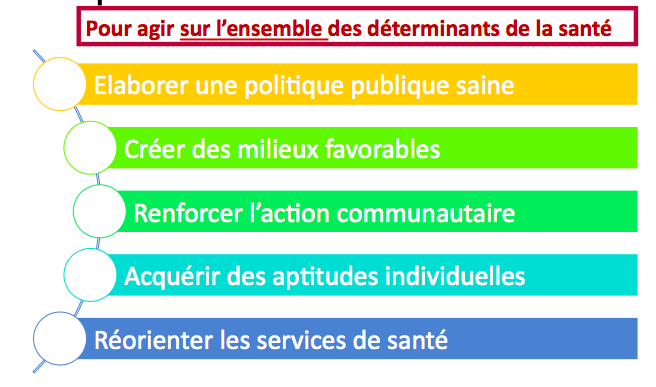 Pour agir sur l’ensemble des déterminants de la santé
Elaborer une politique publique saine
Créer des milieux favorables
Renforcer l’action communautaire
Acquérir des aptitudes individuelles
Réorienter les services de santé